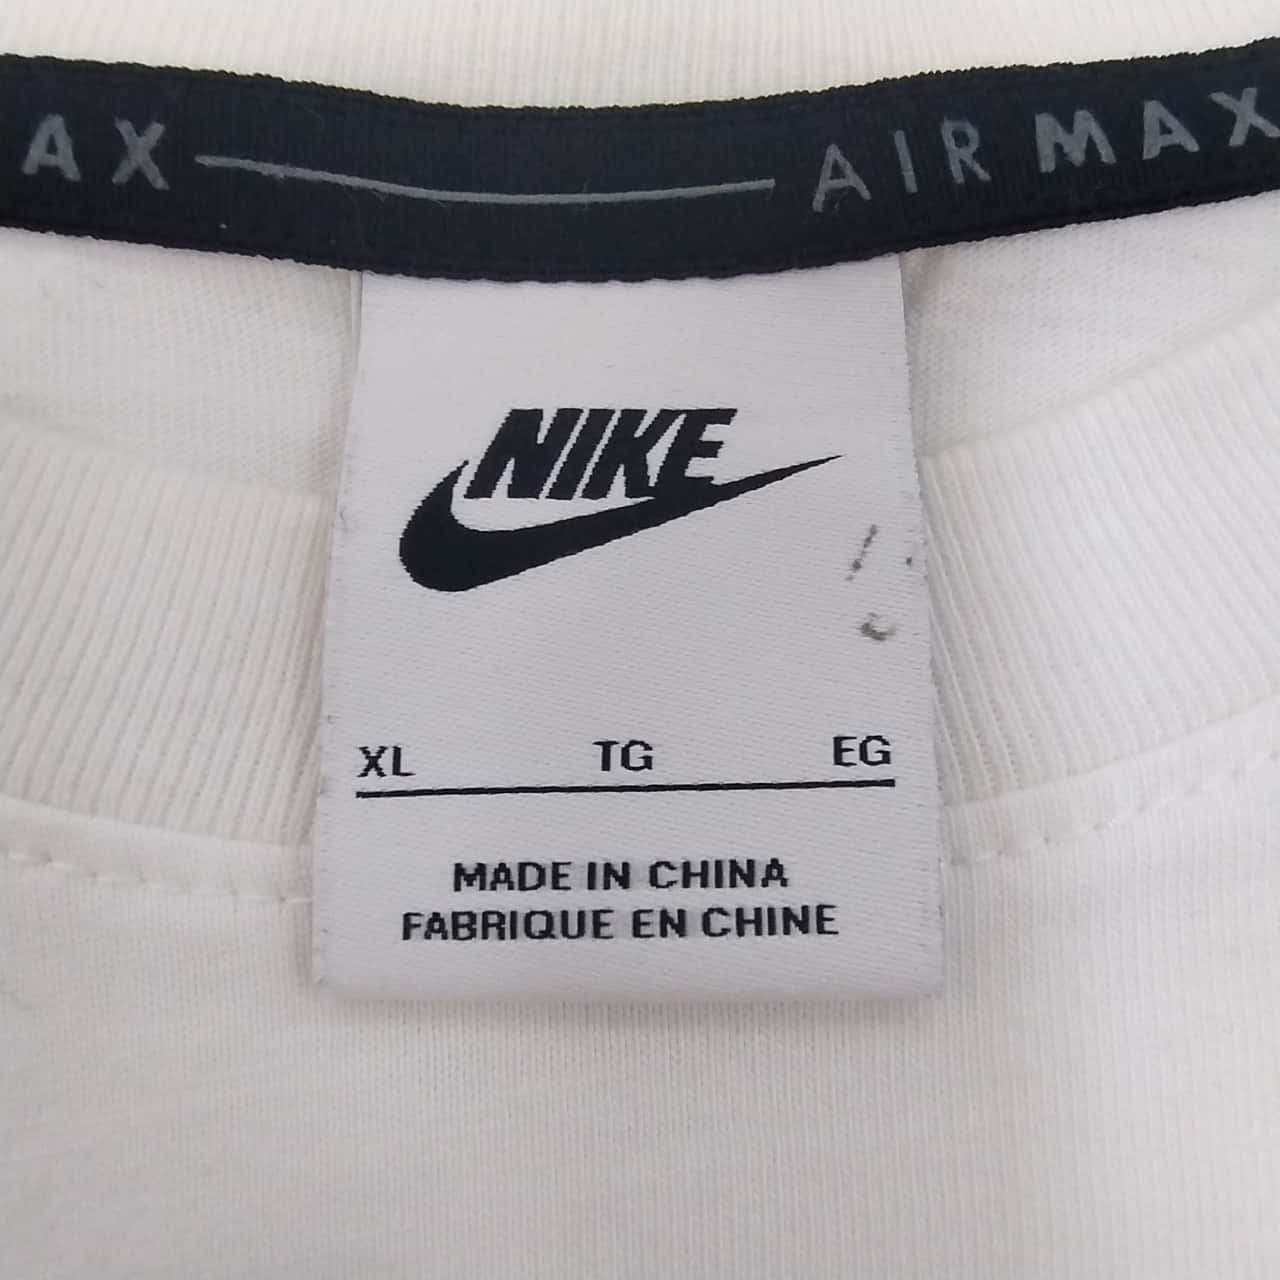 AX AIR MAX
NIKE
XL TG EG
MADE IN CHINA
FABRIQUE EN CHINE